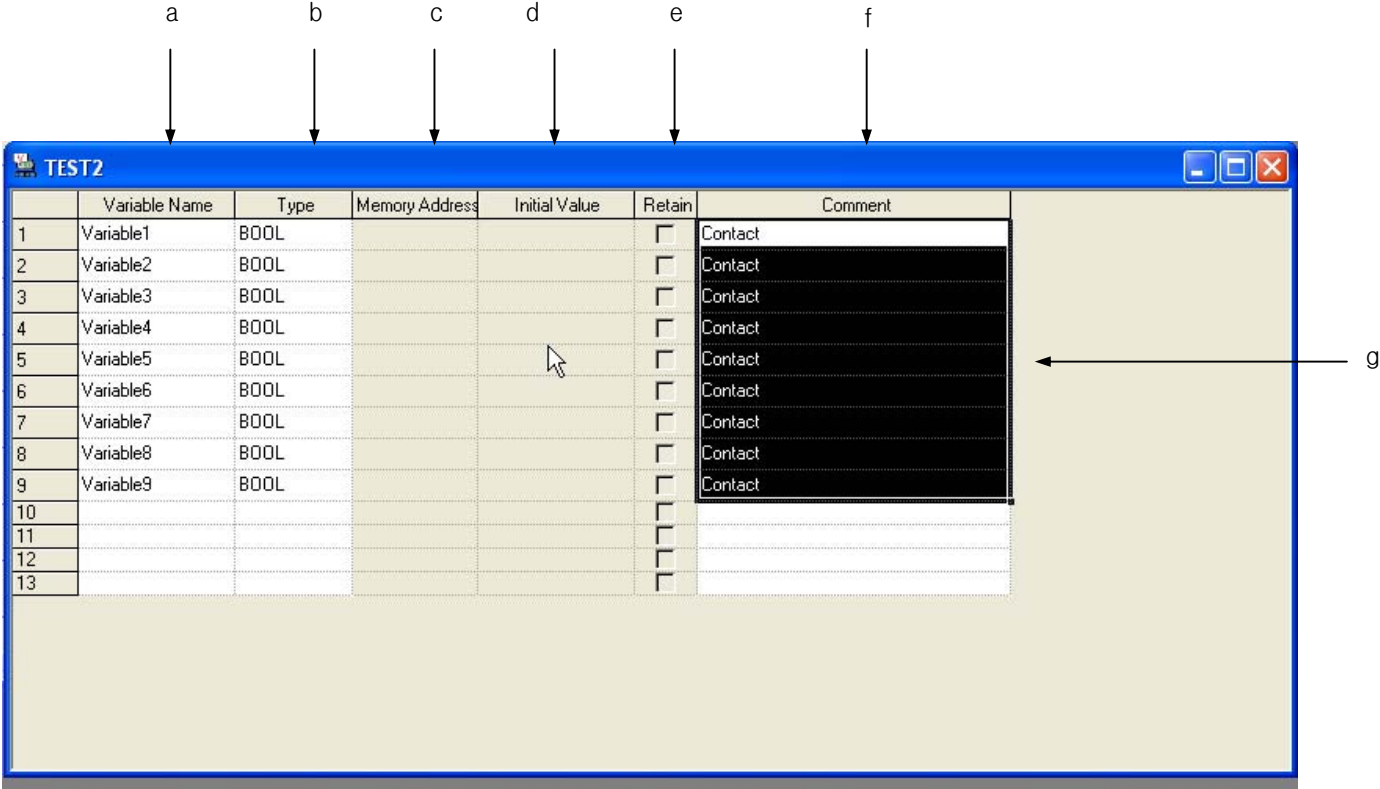 a b c d e f
TEST2
Variable Name Type Memory Address Initial Value Retain Comment
1 Variable1 BOOL Contact
2 Variable2 BOOL Contact
3 Variable3 BOOL Contact
4 Variable4 BOOL Contact
5 Variable5 BOOL Contact
g
6 Variable6 BOOL Contact
7 Variable7 BOOL Contact
8 Variable8 BOOL Contact
9 Variable9 BOOL Contact
10
11
12
13